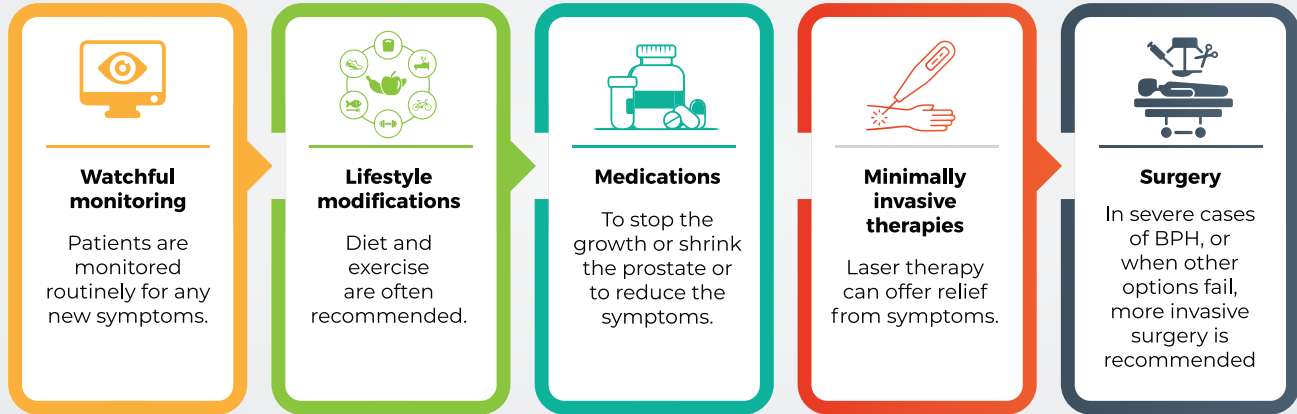 Watchful
monitoring
Patients are
monitored
routinely for any
new symptoms.
Lifestyle
modifications
Diet and
exercise
are often
recommended.
Medications
To stop the
growth or shrink
the prostate or
to reduce the
symptoms.
Minimally
invasive
therapies
Laser therapy
can offer relief
from symptoms.
Surgery
In severe cases
of BPH, or
when other
options fail,
more invasive
surgery is
recommended